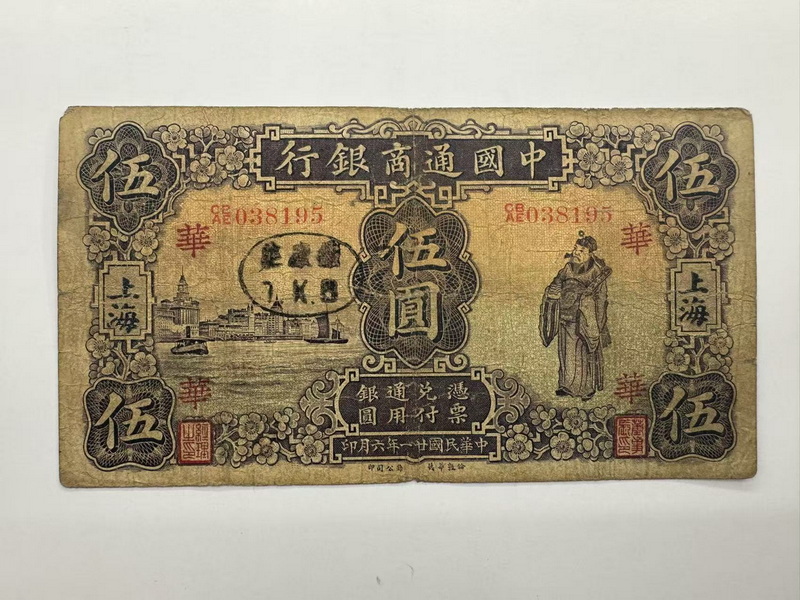 中國通商銀行
伍
伍
038195
038195
華
華
伍圓
上海
上海
華
華
憑票兌付通用銀圓
伍
伍
中華民國廿一年六月印